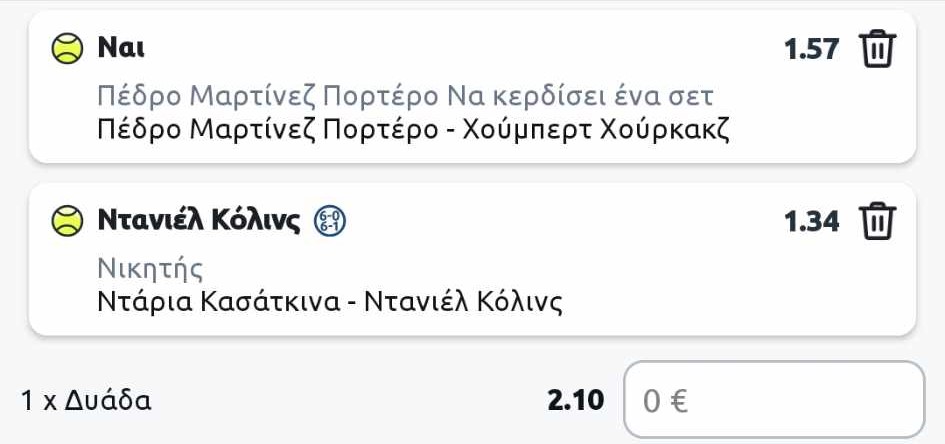 Ναι 1.57
Πέδρο Μαρτίνεζ Πορτέρο Να κερδίσει ένα σετ
Πέδρο Μαρτίνεζ Πορτέρο - Χούμπερτ Χούρκακζ
Ντανιέλ Κόλινς 6-0 6-1 1.34
Νικητής
Ντάρια Κασάτκινα - Ντανιέλ Κόλινς
1 x Δυάδα 2.10 0 €